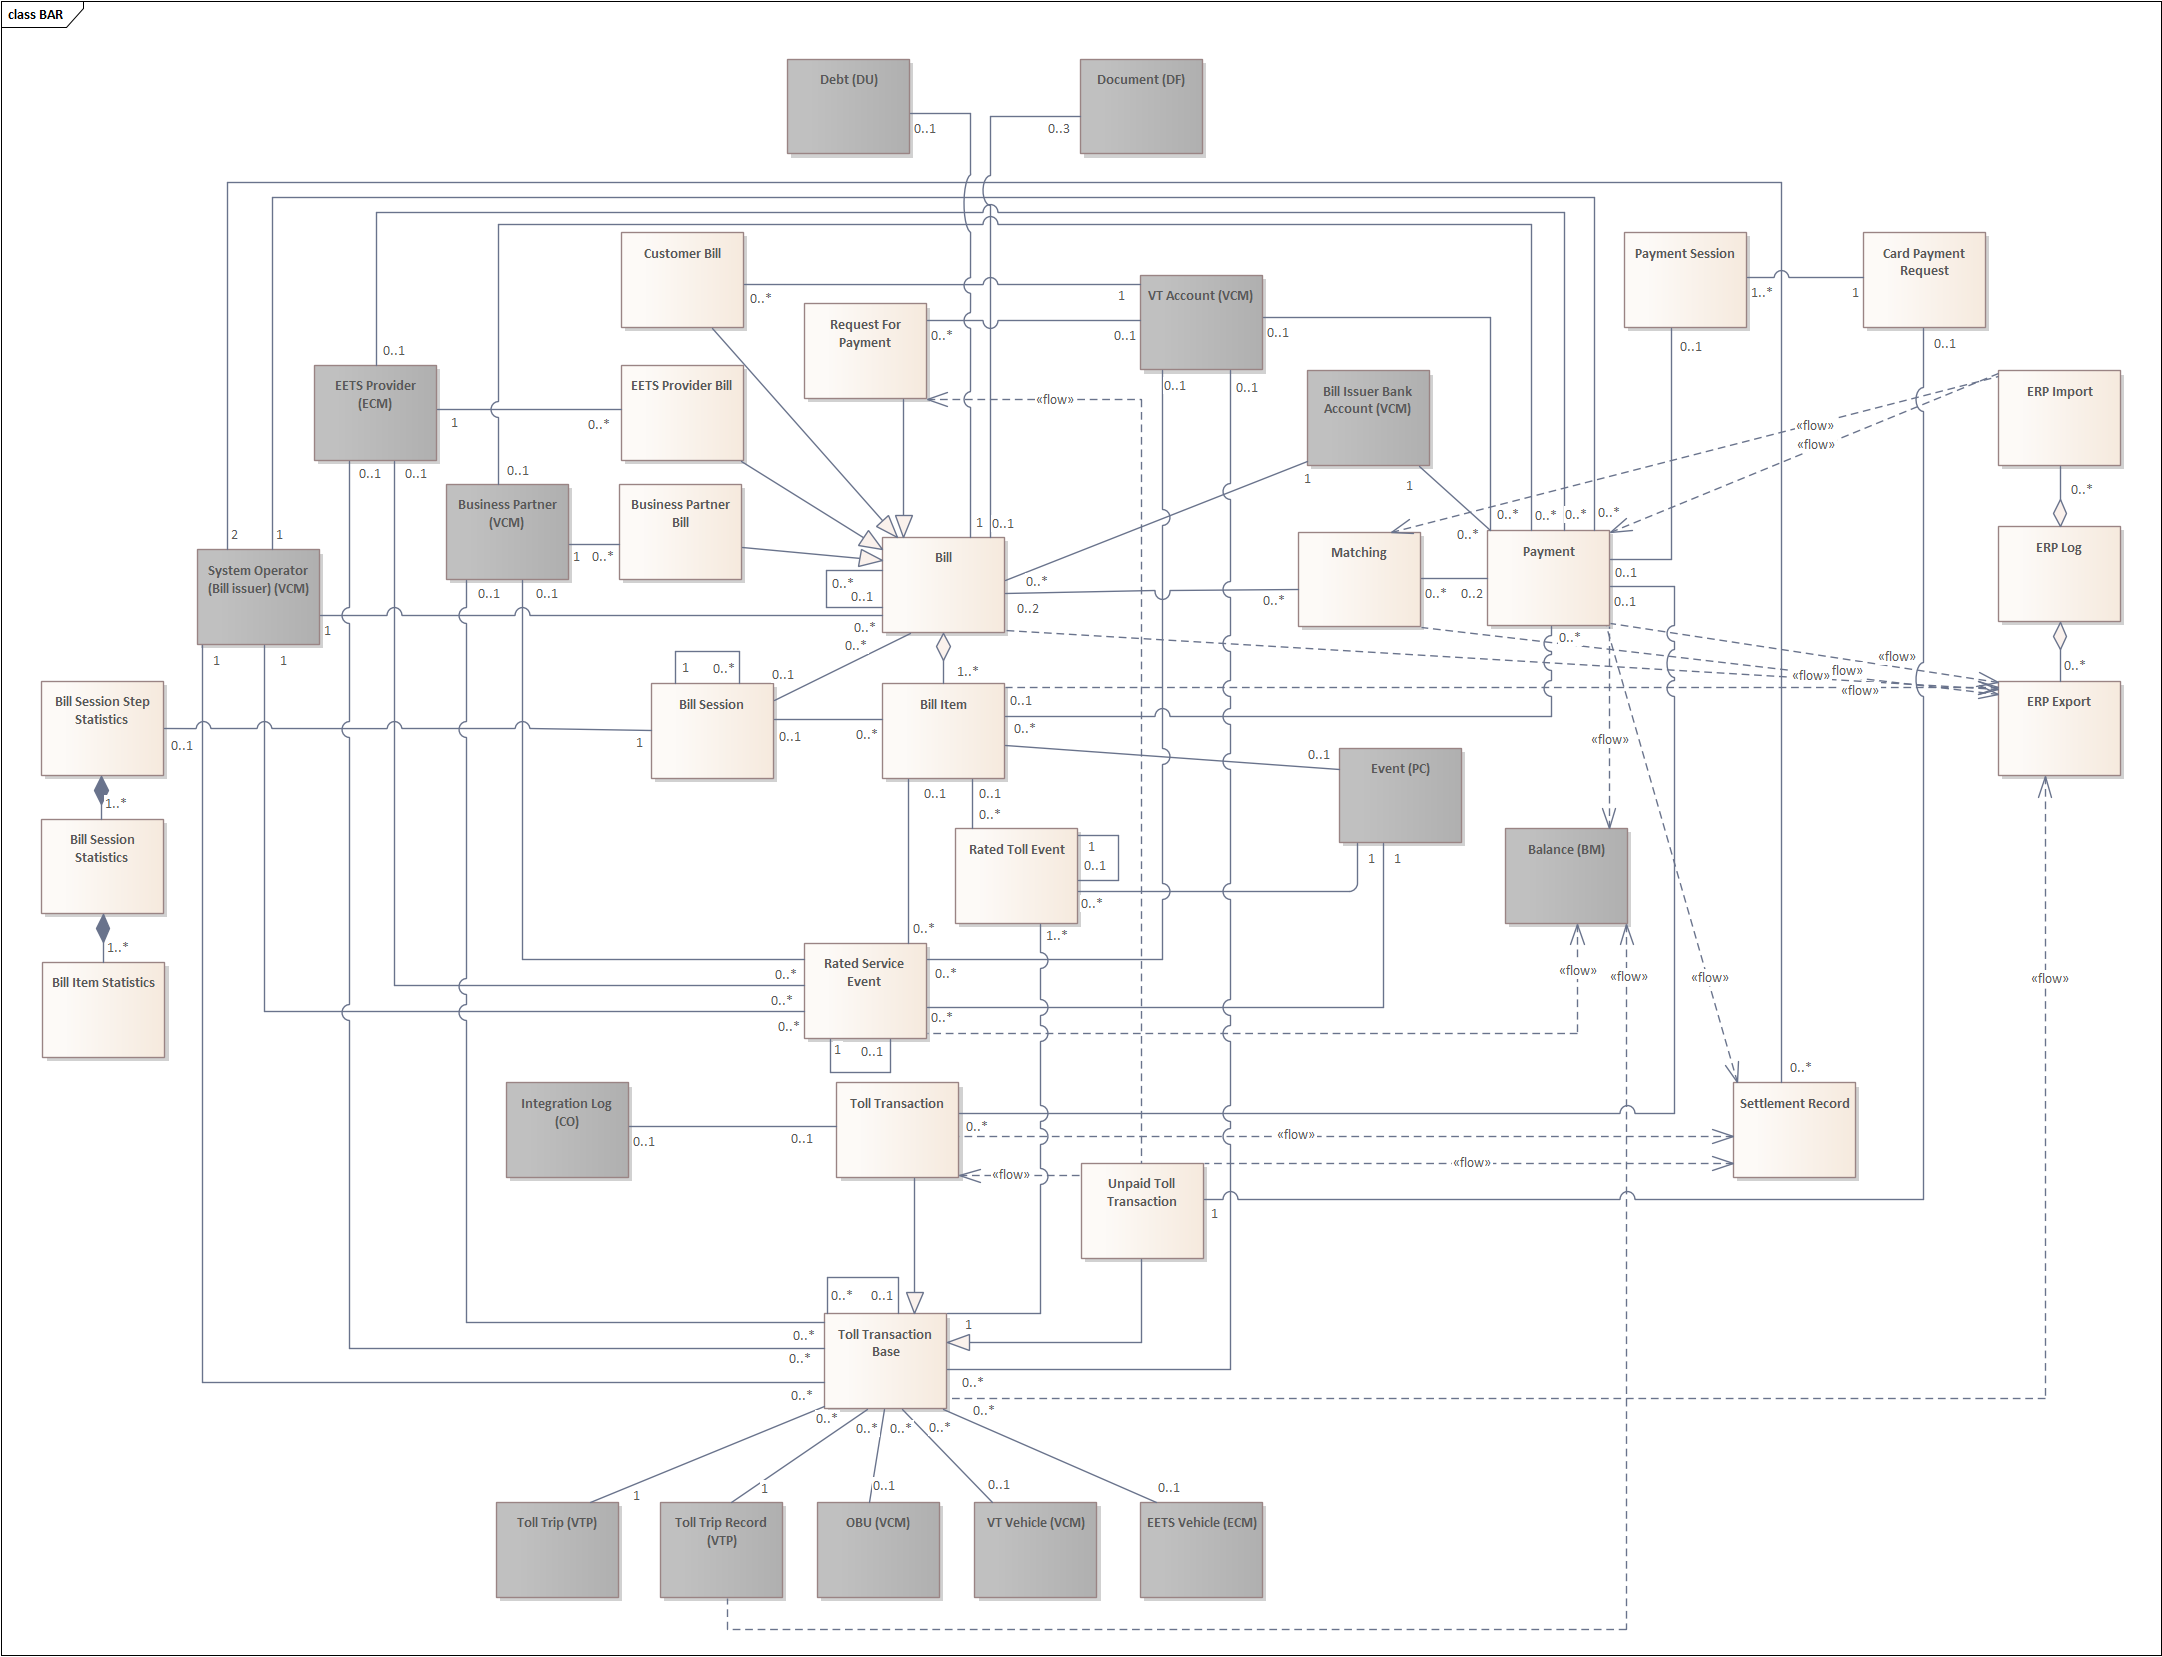 class BAR
Debt (DU)
Document (DF)
0..1
0..3
Customer Bill
Payment Session
Card Payment
Request
VT Account (VCM)
0..*
1
1..*
1
Request For
Payment
0..*
0..1
0..1
0..1
0..1
0..1
EETS Provider
(ECM)
EETS Provider Bill
0..1
0..1
Bill Issuer Bank
Account (VCM)
ERP Import
«flow»
1
0..*
«flow»
«flow»
0..1
0..1
0..1
1
1
0..*
Business Partner
(VCM)
Business Partner
Bill
0..*
0..*
0..*
0..*
1
0..1
2
1
0..*
Bill
Matching
Payment
ERP Log
1
0..*
System Operator
(Bill issuer) (VCM)
0..*
0..1
0..*
0..1
0..1
0..1
0..2
0..*
0..*
0..2
0..1
1
0..*
0..*
0..*
1
1
1
0..*
0..1
1..*
«flow»
«flow»
flow»
«flow»
0..*
Bill Session Step
Statistics
Bill Session
Bill Item
0..1
ERP Export
0..1
1
0..1
0..*
0..*
«flow»
0..1
Event (PC)
1..*
0..1
0..1
0..*
Bill Session
Statistics
Rated Toll Event
1
0..1
1
1
Balance (BM)
0..*
1..*
0..*
1..*
Bill Item Statistics
Rated Service
Event
0..*
0..*
«flow»
«flow»
«flow»
«flow»
0..*
0..*
0..*
1
0..1
0..*
Integration Log
(CO)
Toll Transaction
Settlement Record
0..1
0..1
0..*
«flow»
«flow»
«flow»
Unpaid Toll
Transaction
1
0..*
0..1
1
Toll Transaction
Base
0..*
0..*
0..*
0..*
0..*
0..*
0..*
0..*
0..*
1
1
0..1
0..1
0..1
Toll Trip (VTP)
Toll Trip Record
(VTP)
OBU (VCM)
VT Vehicle (VCM)
EETS Vehicle (ECM)